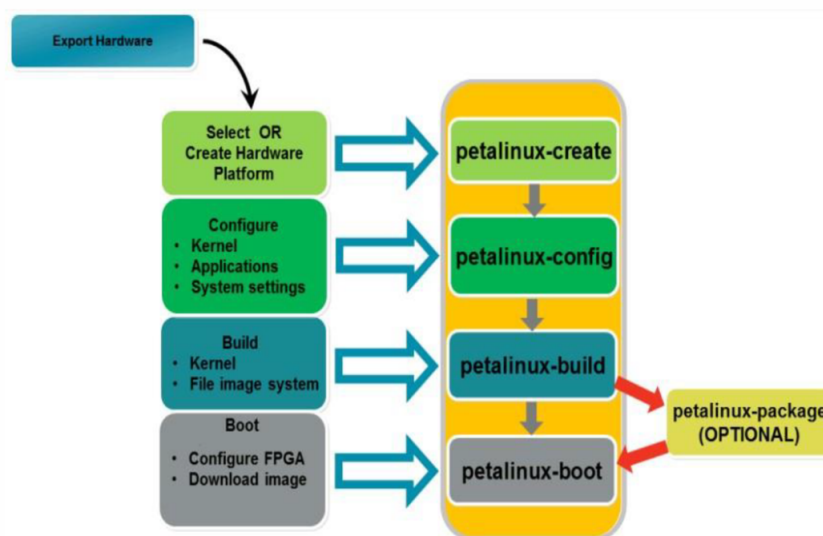 Export Hardware
Select OR
Create Hardware
Platform
petalinux-create
Configure
• Kernel
• Applications
• System settings
petalinux-config
Build
• Kernel
• File image system
petalinux-build
petalinux-package
(OPTIONAL)
Boot
• Configure FPGA
• Download image
petalinux-boot